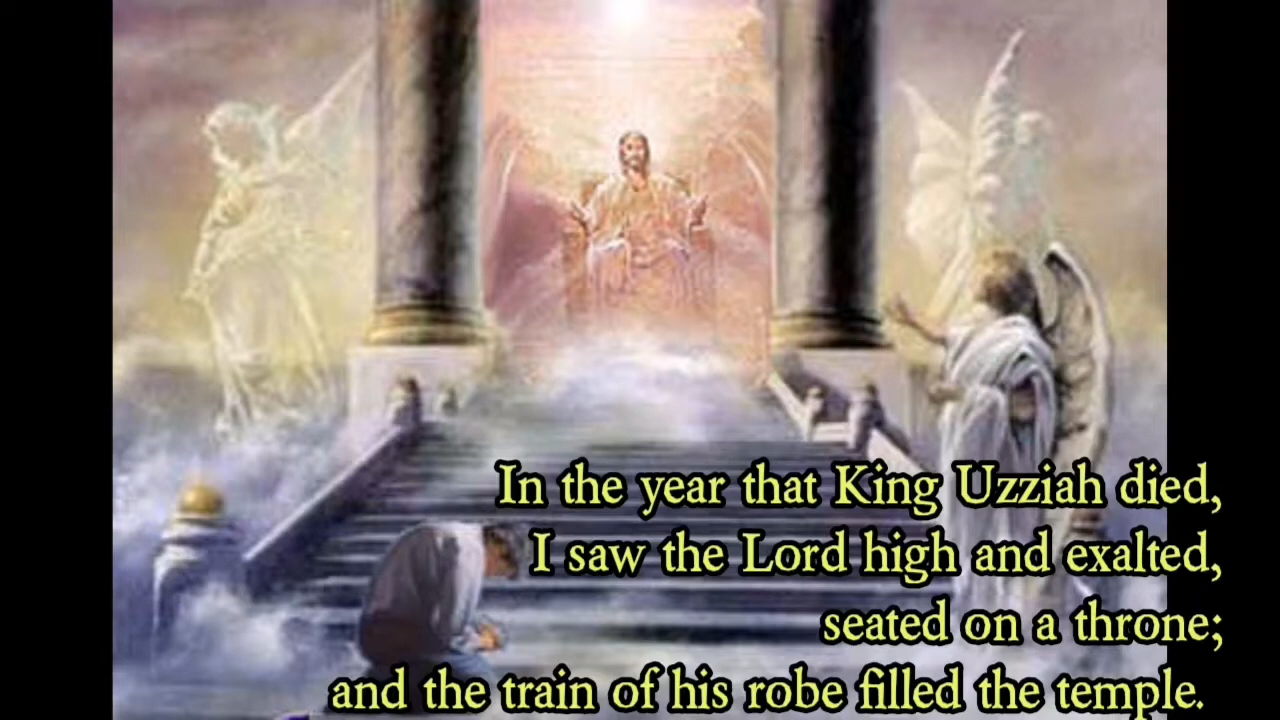 In the year that King Uzziah died,
I saw the Lord high and exalted,
seated on a throne;
and the train of his robe filled the temple.